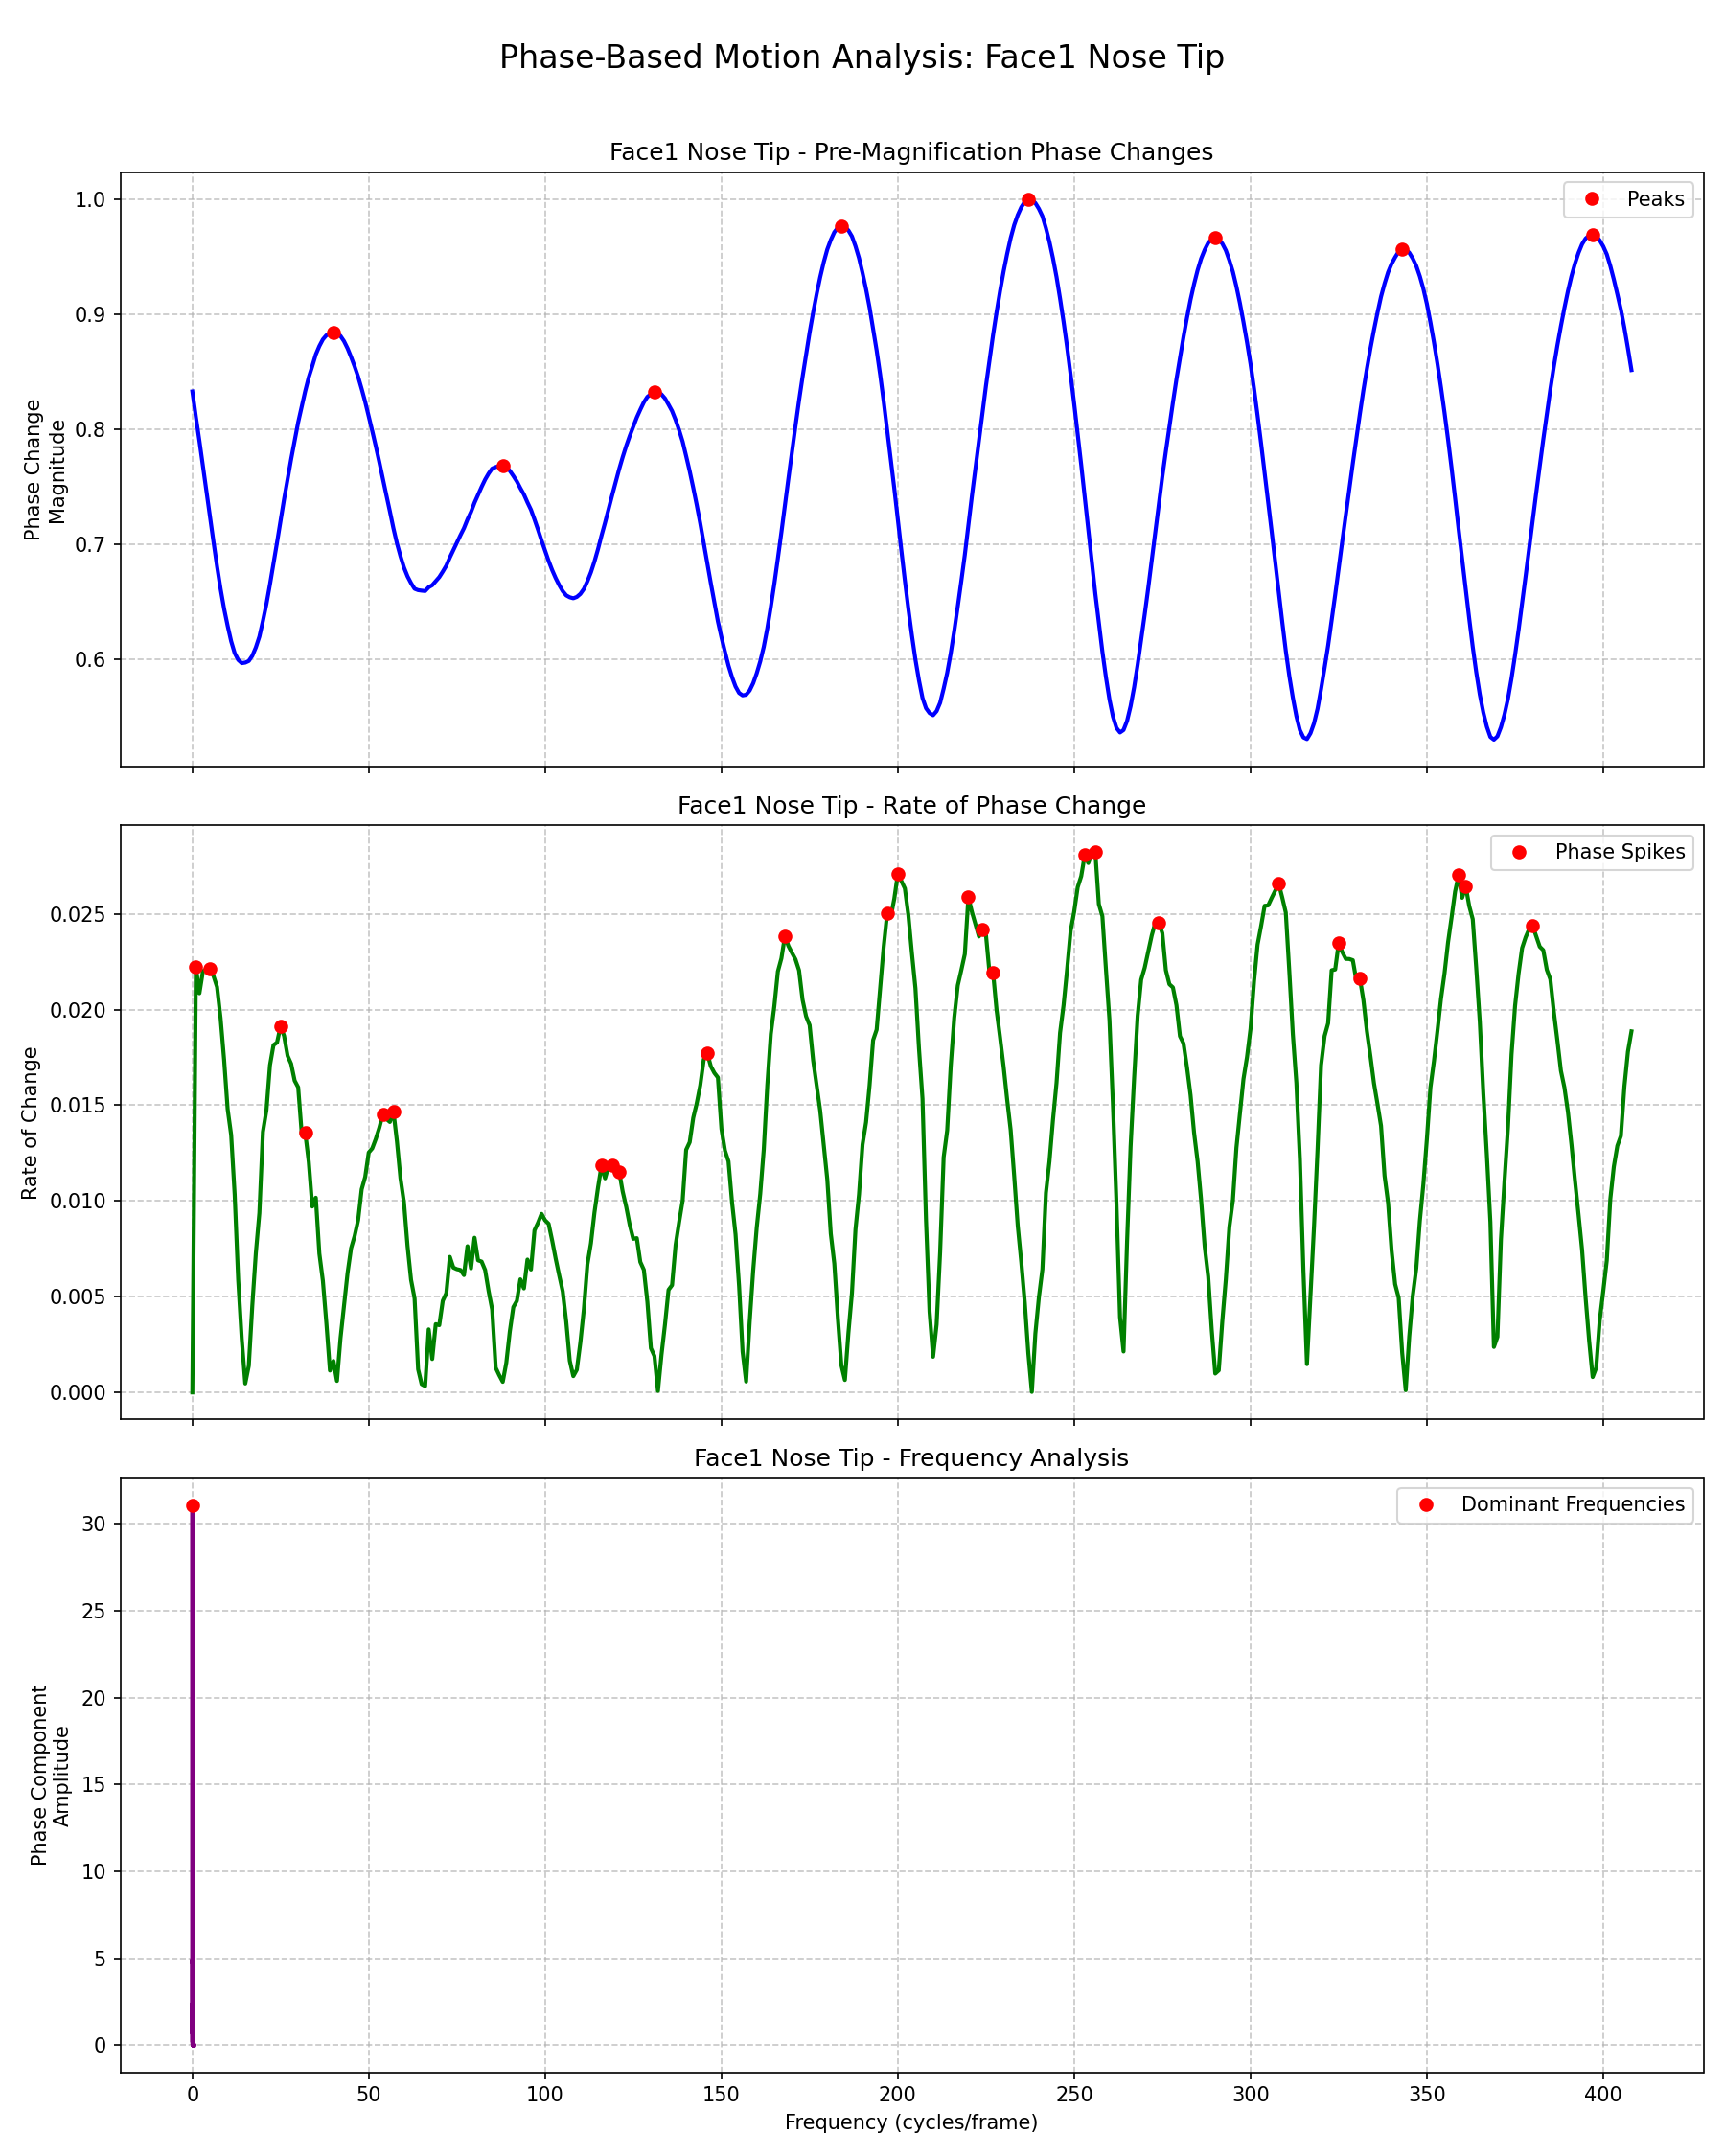 Phase-Based Motion Analysis: Face1 Nose Tip
Face1 Nose Tip - Pre-Magnification Phase Changes
Peaks
1.0
0.9
0.8
0.7
0.6
Phase Change
Magnitude
Face1 Nose Tip - Rate of Phase Change
Phase Spikes
0.025
0.020
0.015
0.010
0.005
0.000
Rate of Change
Face1 Nose Tip - Frequency Analysis
Dominant Frequencies
30
25
20
15
10
5
0
Phase Component
Amplitude
0 50 100 150 200 250 300 350 400
Frequency (cycles/frame)